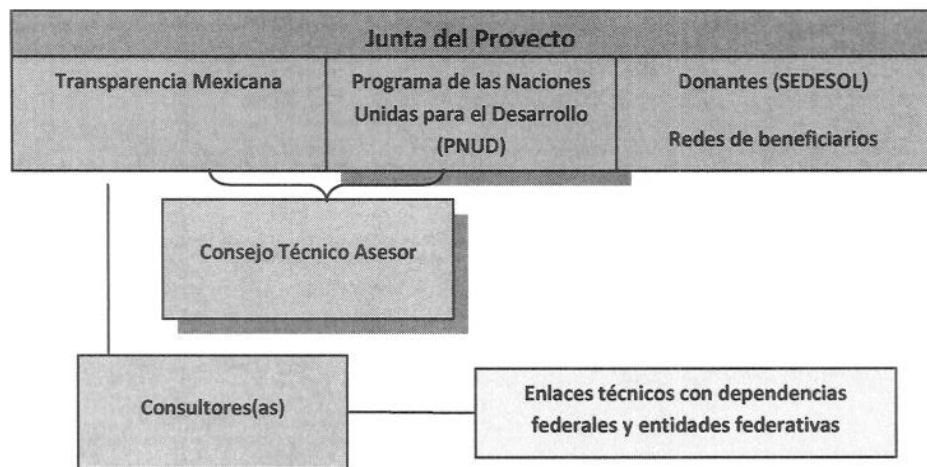 Junta del Provecto
Transparencia Mexicana
Programa de las Naciones
Unidas para el Desarrollo
(PNUD)
Donantes (SEDESOL)
Redes de beneficiarios
Consejo Técnico Asesor
Consultores(as)
Enlaces técnicos con dependencias
federales y entidades federativas